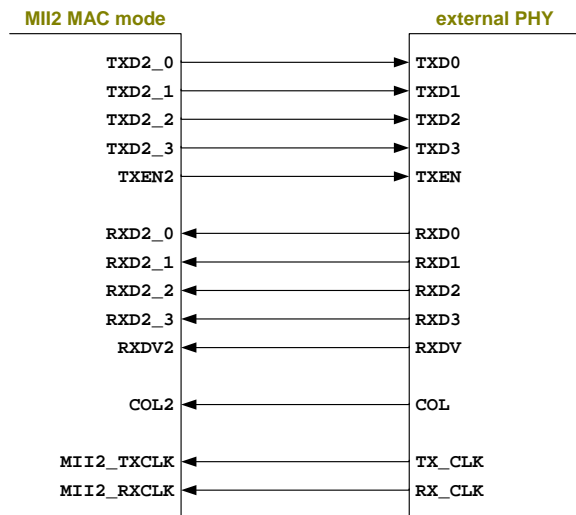 MII2 MAC mode external PHY
TXD2_0 TXD0
TXD2_1 TXD1
TXD2_2 TXD2
TXD2_3 TXD3
TXEN2 TXEN
RXD2_0 RXD0
RXD2_1 RXD1
RXD2_2 RXD2
RXD2_3 RXD3
RXDV2 RXDV
COL2 COL
MII2_TXCLK TX_CLK
MII2_RXCLK RX_CLK